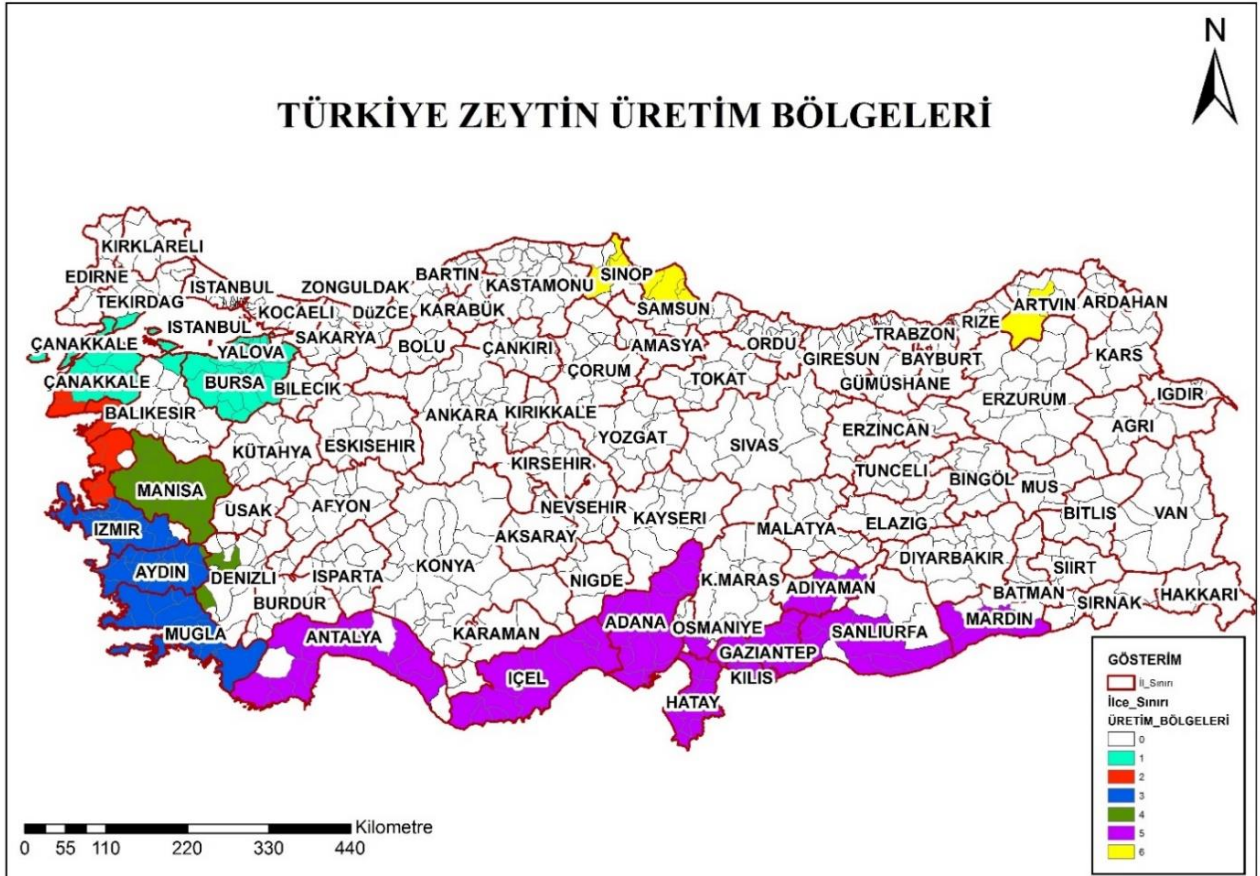 N
TÜRKİYE ZEYTİN ÜRETİM BÖLGELERİ
KIRKLARELI
EDIRNE
TEKIRDAG
ISTANBUL
ISTANBUL
KOCAELI
YALOVA
ÇANAKKALE
ÇANAKKALE
BURSA
BILECIK
BALIKESIR
ZONGULDAK
BARTIN
KARABÜK
DüZCE
SAKARYA
BOLU
KASTAMONU
SINOP
SAMSUN
ÇANKIRI
AMASYA
ÇORUM
ORDU
TOKAT
GIRESUN
TRABZON
BAYBURT
GÜMÜSHANE
RIZE
ARTVIN
ARDAHAN
KARS
IGDIR
ERZURUM
AGRI
ERZINCAN
ANKARA
KIRIKKALE
YOZGAT
SIVAS
ESKISEHIR
KÜTAHYA
MANISA
USAK
AFYON
KIRSEHIR
NEVSEHIR
KAYSERI
AKSARAY
TUNCELI
BINGÖL
MUS
BITLIS
VAN
MALATYA
ELAZIG
DIYARBAKIR
SIIRT
BATMAN
SIRNAK
HAKKARI
IZMIR
AYDIN
DENIZLI
ISPARTA
BURDUR
KONYA
NIGDE
K.MARAS
ADIYAMAN
MARDIN
SANLIURFA
MUGLA
ANTALYA
KARAMAN
IÇEL
ADANA
OSMANIYE
GAZIANTEP
KILIS
HATAY
GÖSTERİM
İl_Sınırı
İlce_Sınırı
ÜRETİM_BÖLGELERİ
0
1
2
3
4
5
6
Kilometre
0 55 110 220 330 440